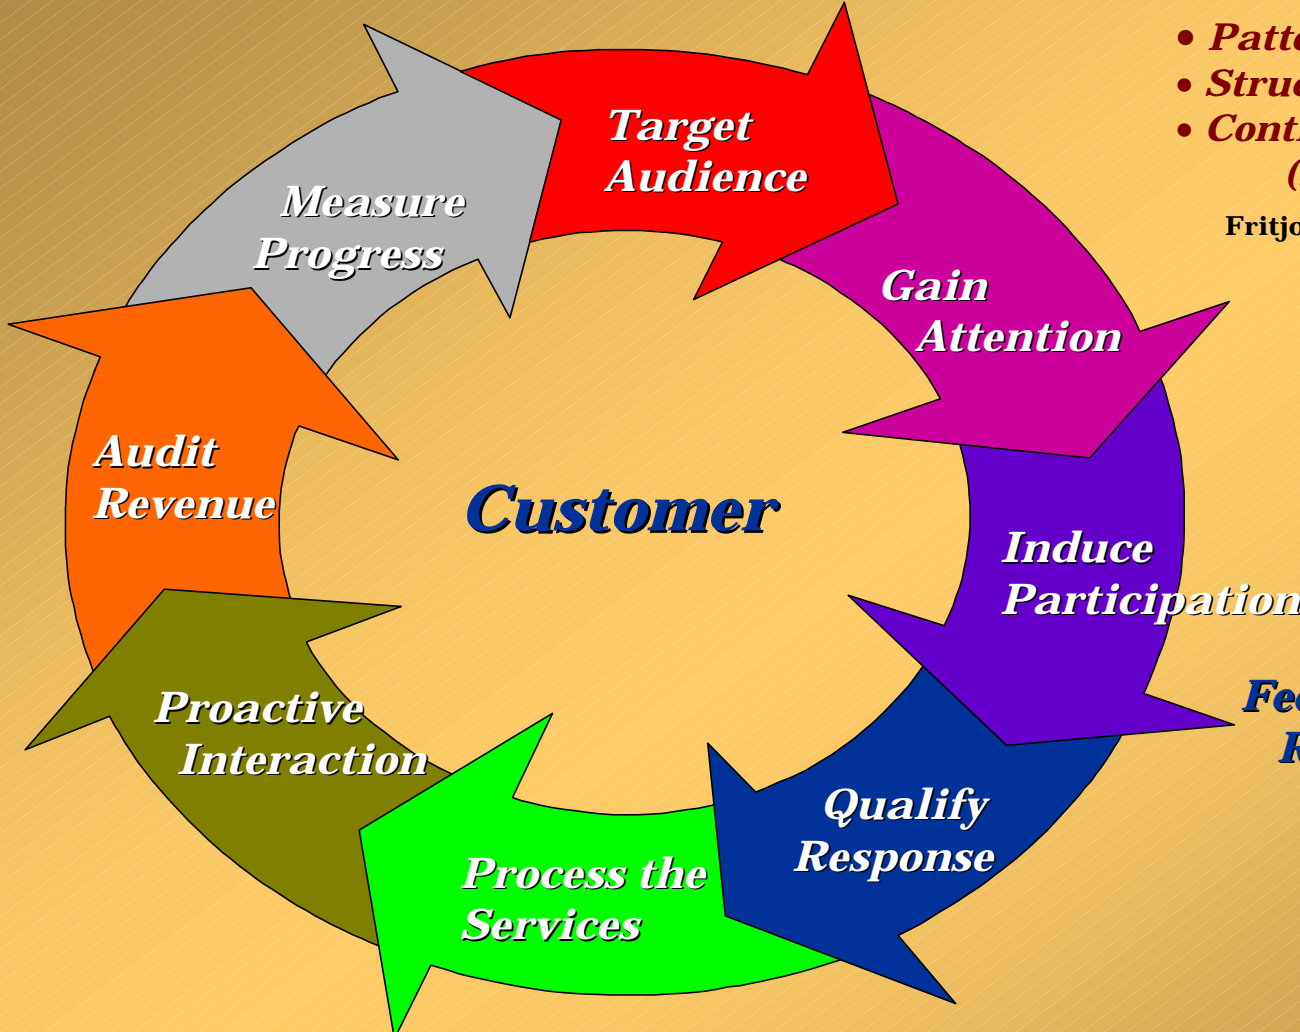 Target
Audience
Measure
Progress
Gain
Attention
Audit
Revenue
Customer
Induce
Participation
Proactive
Interaction
Qualify
Response
Process the
Services